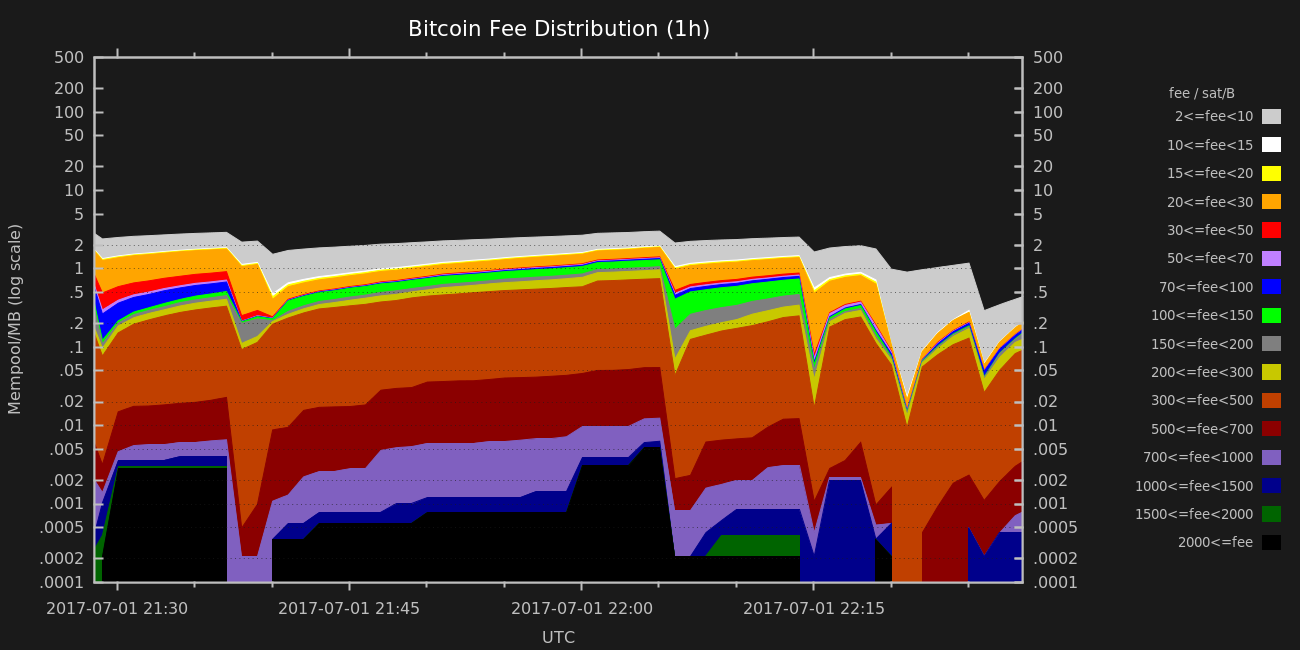 Bitcoin Fee Distribution (1h)
Mempool/MB (log scale)
500
200
100
50
20
10
5
2
1
.5
.2
.1
.05
.02
.01
.005
.002
.001
.0005
.0002
.0001
500
200
100
50
20
10
5
2
1
.5
.2
.1
.05
.02
.01
.005
.002
.001
.0005
.0002
.0001
2017-07-01 21:30
2017-07-01 21:45
2017-07-01 22:00
2017-07-01 22:15
UTC
fee / sat/B
2<=fee<10
10<=fee<15
15<=fee<20
20<=fee<30
30<=fee<50
50<=fee<70
70<=fee<100
100<=fee<150
150<=fee<200
200<=fee<300
300<=fee<500
500<=fee<700
700<=fee<1000
1000<=fee<1500
1500<=fee<2000
2000<=fee